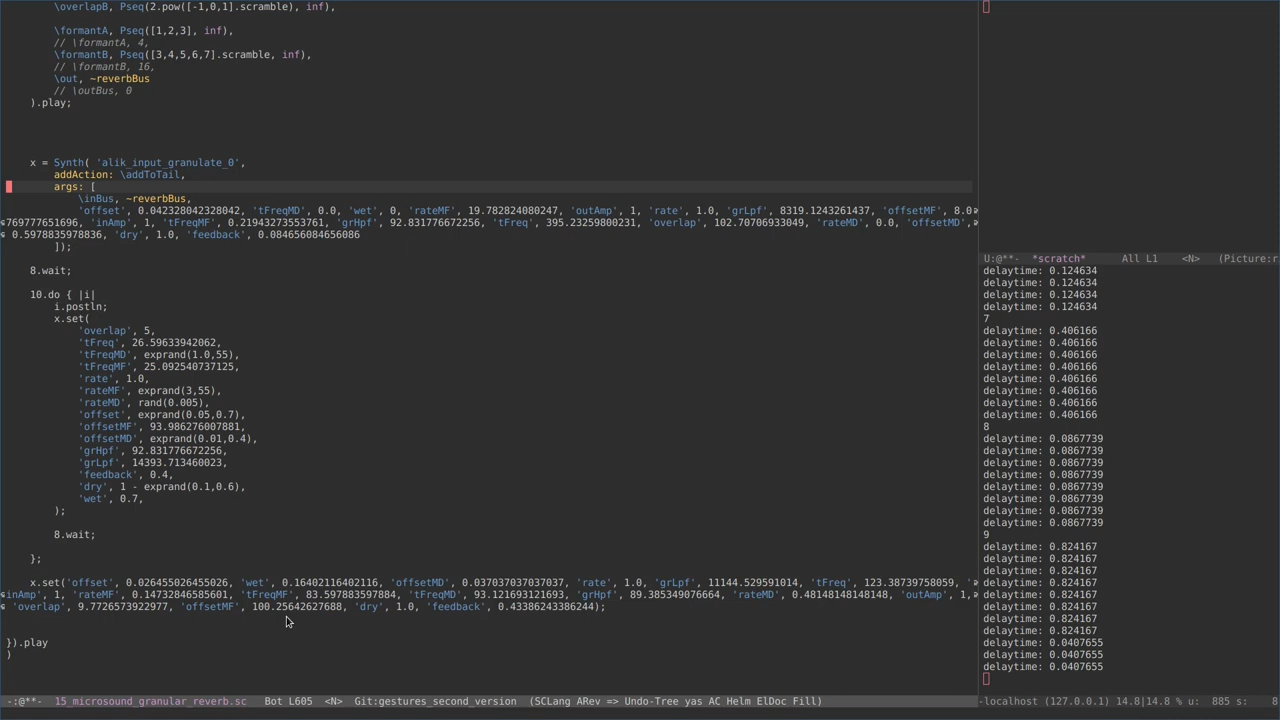 \overlapB, Pseq(2.pow([-1,0,1].scramble), inf),
\formantA, Pseq([1,2,3], inf),
// \formantA, 4,
\formantB, Pseq([3,4,5,6,7].scramble, inf),
// \formantB, 16,
\out, ~reverbBus
// \outBus, 0
).play;
x = Synth( 'alik_input_granulate_0',
addAction: \addToTail,
args: [
\inBus, ~reverbBus,
'offset', 0.042328042328042, 'tFreqMD', 0.0, 'wet', 0, 'rateMF', 19.782824080247, 'outAmp', 1, 'rate', 1.0, 'grLpf', 8319.1243261437, 'offsetMF', 8.0
769777651696, 'inAmp', 1, 'tFreqMF', 0.21943273553761, 'grHpf', 92.831776672256, 'tFreq', 395.23259800231, 'overlap', 102.70706933049, 'rateMD', 0.0, 'offsetMD',
0.5978835978836, 'dry', 1.0, 'feedback', 0.084656084656086
]);
8.wait;
10.do { |i|
i.postln;
x.set(
'overlap', 5,
'tFreq', 26.59633942062,
'tFreqMD', exprand(1.0,55),
'tFreqMF', 25.092540737125,
'rate', 1.0,
'rateMF', exprand(3,55),
'rateMD', rand(0.005),
'offset', exprand(0.05,0.7),
'offsetMF', 93.986276007881,
'offsetMD', exprand(0.01,0.4),
'grHpf', 92.831776672256,
'grLpf', 14393.713460023,
'feedback', 0.4,
'dry', 1 - exprand(0.1,0.6),
'wet', 0.7,
);
8.wait;
};
x.set('offset', 0.026455026455026, 'wet', 0.16402116402116, 'offsetMD', 0.037037037037037, 'rate', 1.0, 'grLpf', 11144.529591014, 'tFreq', 123.38739758059, '
inAmp', 1, 'rateMF', 0.14732846585601, 'tFreqMF', 83.597883597884, 'tFreqMD', 93.121693121693, 'grHpf', 89.385349076664, 'rateMD', 0.48148148148148, 'outAmp', 1,
'overlap', 9.7726573922977, 'offsetMF', 100.25642627688, 'dry', 1.0, 'feedback', 0.43386243386244);
}).play
)
-:@**- 15_microsound_granular_reverb.sc Bot L605 <N> Git:gestures_second_version (SCLang ARev => Undo-Tree yas AC Helm ElDoc Fill)
U:@**- *scratch* All L1 <N> (Picture:r
delaytime: 0.124634
delaytime: 0.124634
delaytime: 0.124634
delaytime: 0.124634
7
delaytime: 0.406166
delaytime: 0.406166
delaytime: 0.406166
delaytime: 0.406166
delaytime: 0.406166
delaytime: 0.406166
delaytime: 0.406166
delaytime: 0.406166
8
delaytime: 0.0867739
delaytime: 0.0867739
delaytime: 0.0867739
delaytime: 0.0867739
delaytime: 0.0867739
delaytime: 0.0867739
delaytime: 0.0867739
delaytime: 0.0867739
9
delaytime: 0.824167
delaytime: 0.824167
delaytime: 0.824167
delaytime: 0.824167
delaytime: 0.824167
delaytime: 0.824167
delaytime: 0.824167
delaytime: 0.824167
delaytime: 0.0407655
delaytime: 0.0407655
delaytime: 0.0407655
-localhost (127.0.0.1) 14.8|14.8 % u: 885 s: 8